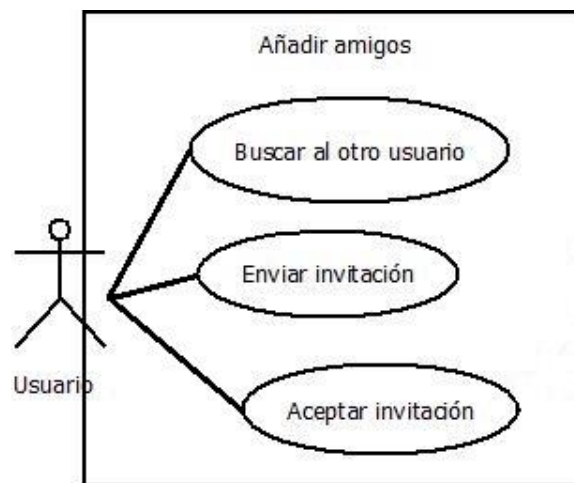 Añadir amigos
Buscar al otro usuario
Enviar invitación
Aceptar invitación
Usuario